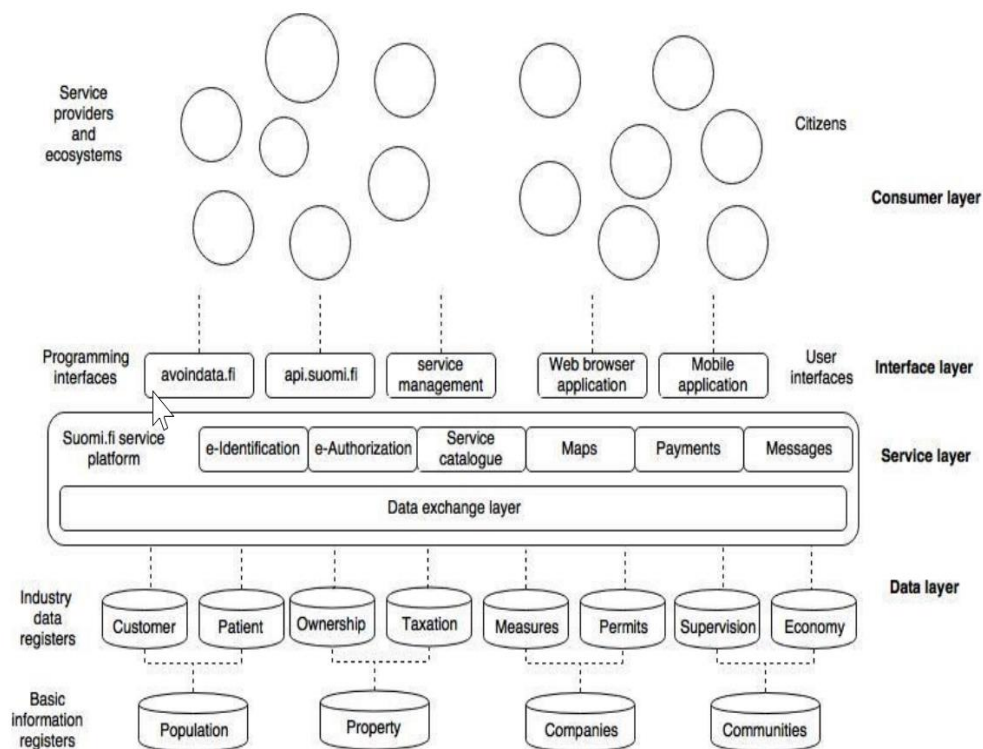 Service
providers
and
ecosystems
Citizens
Consumer layer
Programming
interfaces
avoindata.fi
api.suomi.fi
service
management
Web browser
application
Mobile
application
User
interfaces
Interface layer
Suomi.fi service
platform
e-Identification
e-Authorization
Service
catalogue
Maps
Payments
Messages
Service layer
Data exchange layer
Data layer
Industry
data
registers
Customer
Patient
Ownership
Taxation
Measures
Permits
Supervision
Economy
Basic
information
registers
Population
Property
Companies
Communities